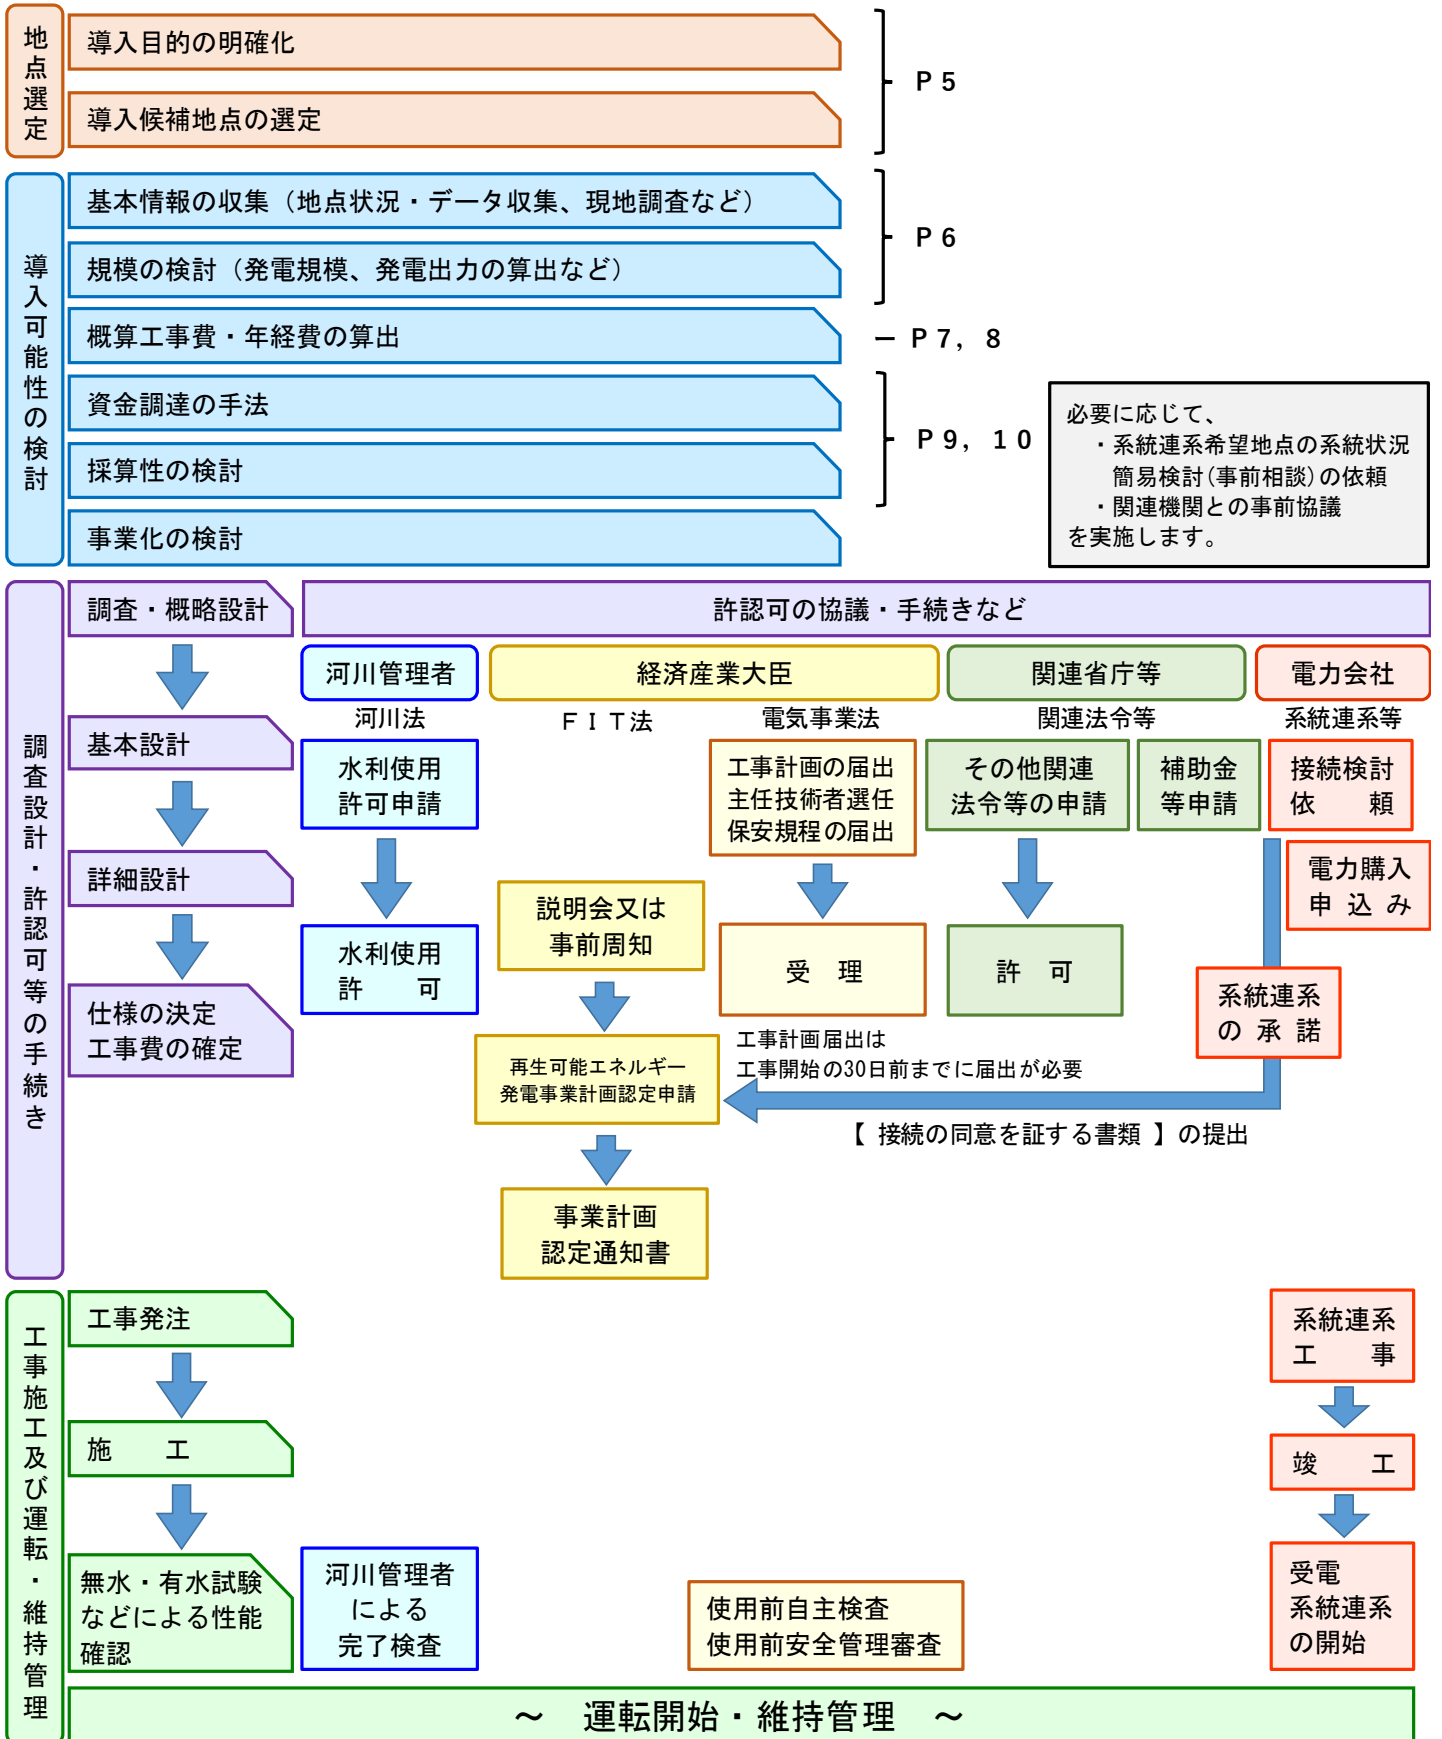 地点選定
導入目的の明確化
導入候補地点の選定
P5
導入可能性の検討
基本情報の収集（地点状況・データ収集、現地調査など）
規模の検討（発電規模、発電出力の算出など）
P6
概算工事費・年経費の算出
P7, 8
資金調達の手法
採算性の検討
P9, 10
事業化の検討
必要に応じて、
・系統連系希望地点の系統状況
簡易検討(事前相談)の依頼
・関連機関との事前協議
を実施します。
調査設計・許認可等の手続き
調査・概略設計
基本設計
詳細設計
仕様の決定
工事費の確定
許認可の協議・手続きなど
河川管理者
河川法
水利使用
許可申請
水利使用
許　可
経済産業大臣
ＦＩＴ法
電気事業法
説明会又は
事前周知
再生可能エネルギー
発電事業計画認定申請
事業計画
認定通知書
工事計画の届出
主任技術者選任
保安規程の届出
受　理
工事計画届出は
工事開始の30日前までに届出が必要
関連省庁等
関連法令等
その他関連
法令等の申請
補助金
等申請
許　可
電力会社
系統連系等
接続検討
依　頼
電力購入
申 込 み
系統連系
の 承 諾
【 接続の同意を証する書類 】の提出
工事施工及び運転・維持管理
工事発注
施　工
無水・有水試験
などによる性能
確認
河川管理者
による
完了検査
使用前自主検査
使用前安全管理審査
系統連系
工　事
竣　工
受電
系統連系
の開始
～　運転開始・維持管理　～